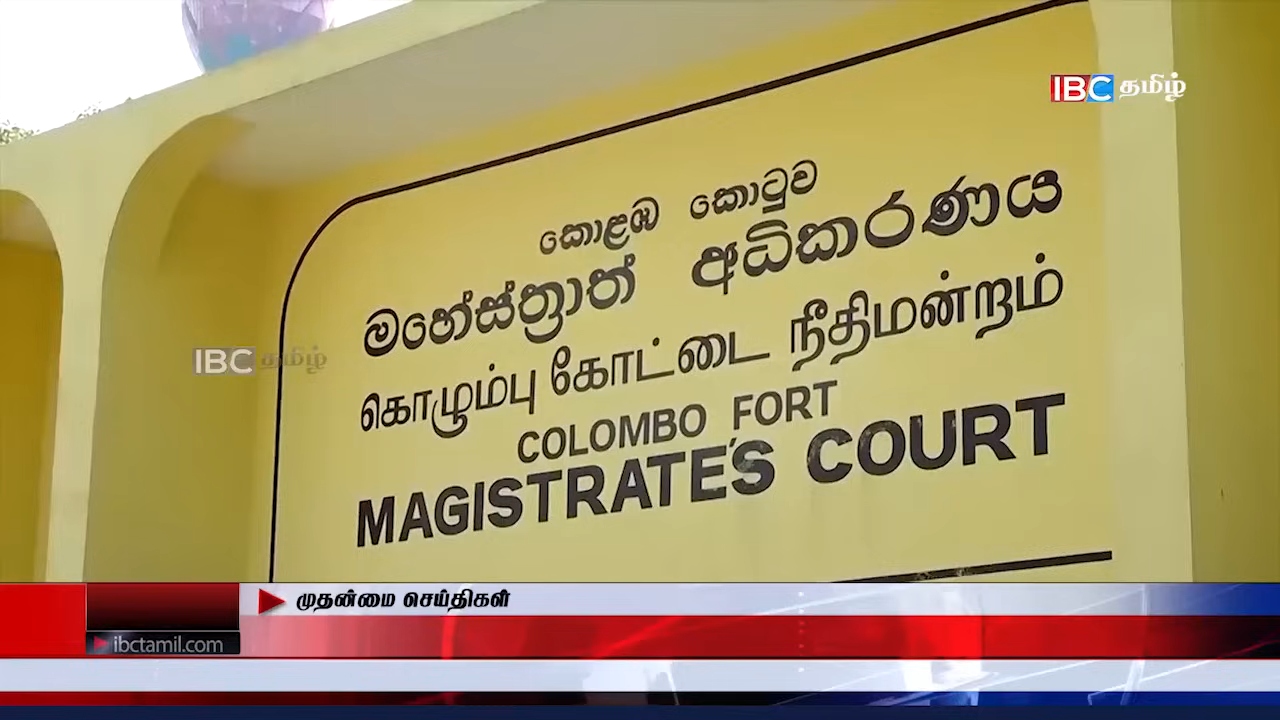 IBC தமிழ்
කොළඹ කොටුව
මහේස්ත්‍රාත් අධිකරණය
IBC தமிழ்
கொழும்பு கோட்டை நீதிமன்றம்
COLOMBO FORT
MAGISTRATE'S COURT
முதன்மை செய்திகள்
ibctamil.com